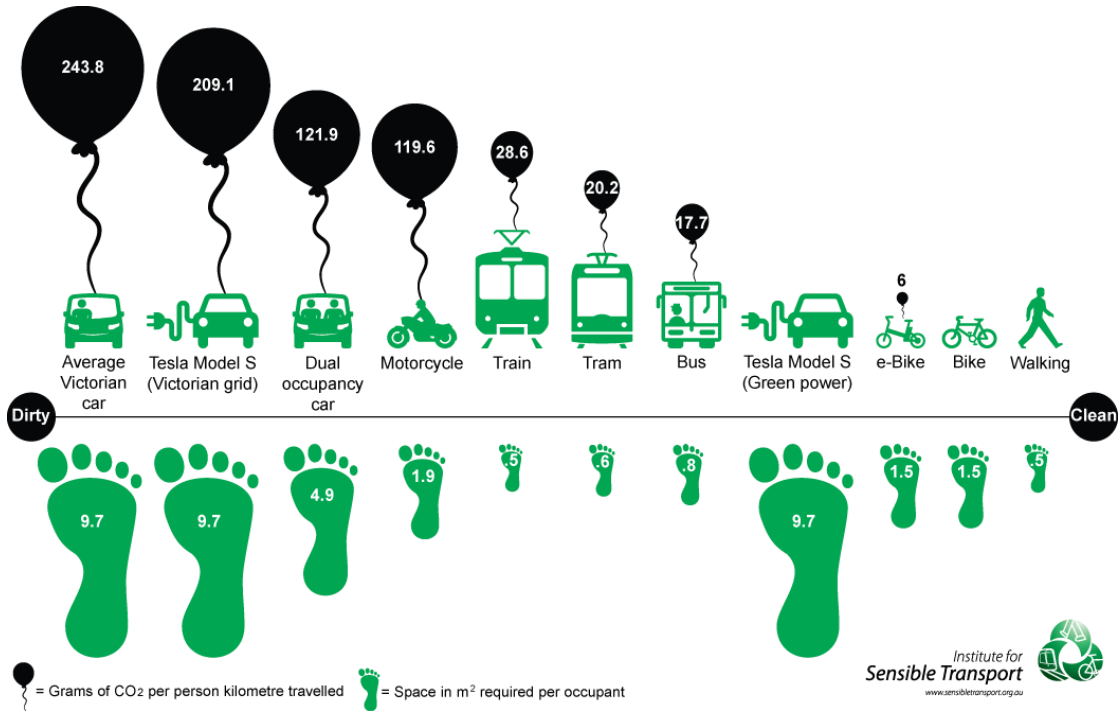 243.8
209.1
121.9
119.6
28.6
20.2
17.7
6
Average
Victorian
car
Tesla Model S
(Victorian grid)
Dual
occupancy
car
Motorcycle
Train
Tram
Bus
Tesla Model S
(Green power)
e-Bike
Bike
Walking
Dirty
Clean
9.7
9.7
4.9
1.9
.5
.6
.8
9.7
1.5
1.5
.5
= Grams of CO2 per person kilometre travelled
= Space in m² required per occupant
Institute for
Sensible Transport
www.sensibletransport.org.au